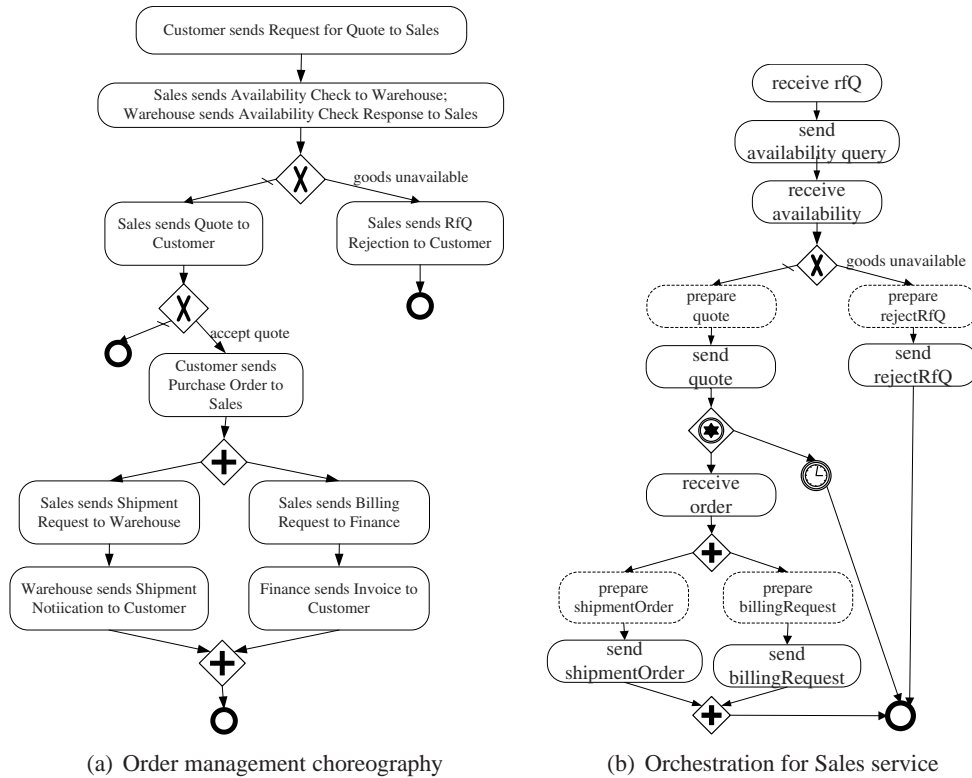 Customer sends Request for Quote to Sales
Sales sends Availability Check to Warehouse;
Warehouse sends Availability Check Response to Sales
goods unavailable
Sales sends Quote to
Customer
Sales sends RfQ
Rejection to Customer
accept quote
Customer sends
Purchase Order to
Sales
Sales sends Shipment
Request to Warehouse
Sales sends Billing
Request to Finance
Warehouse sends Shipment
Notiication to Customer
Finance sends Invoice to
Customer
(a) Order management choreography
receive rfQ
send
availability query
receive
availability
goods unavailable
prepare
quote
prepare
rejectRfQ
send
quote
send
rejectRfQ
receive
order
prepare
shipmentOrder
prepare
billingRequest
send
shipmentOrder
send
billingRequest
(b) Orchestration for Sales service